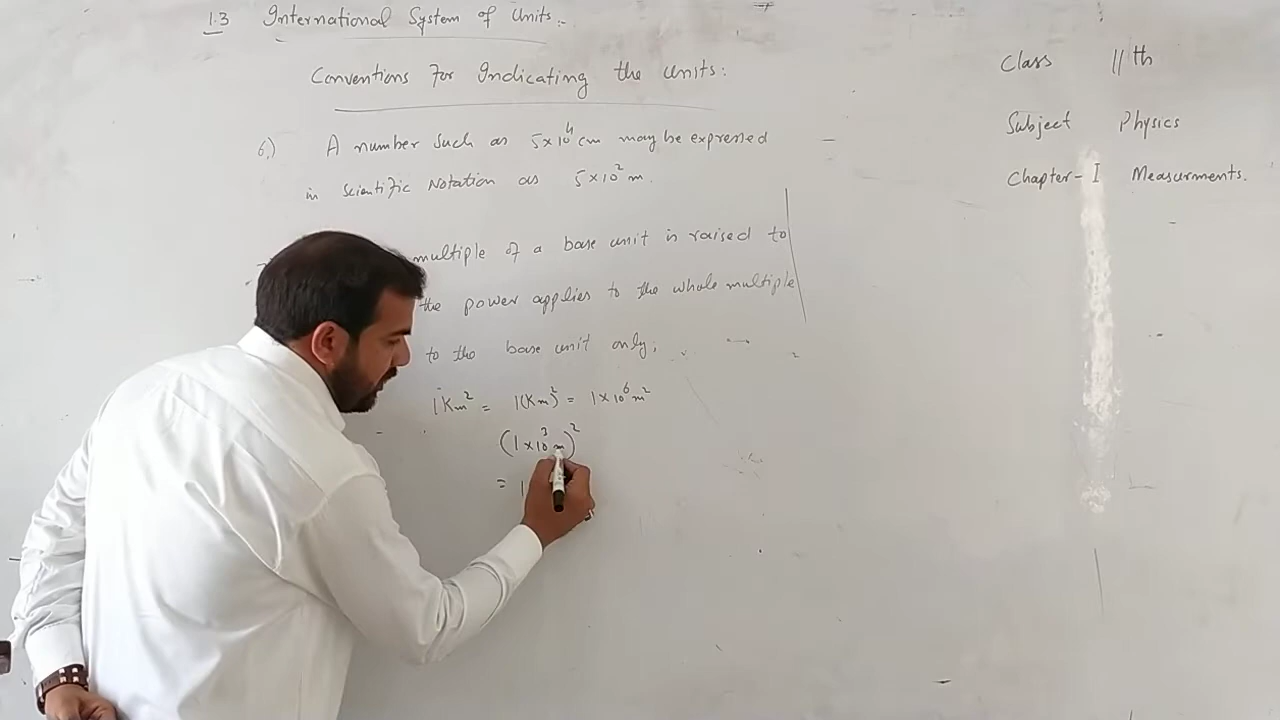 1.3 International System of Units:-
Conventions For Indicating the Units:
6.) A number such as 5×10⁴ cm may be expressed
in Scientific Notation as 5×10² m.
multiple of a base unit is raised to
the power applies to the whole multiple
to the base unit only;
1Km² = 1(Km)² = 1×10⁶ m²
(1×10³ m)²
= 1
Class 11th
Subject Physics
Chapter-I Measurments.